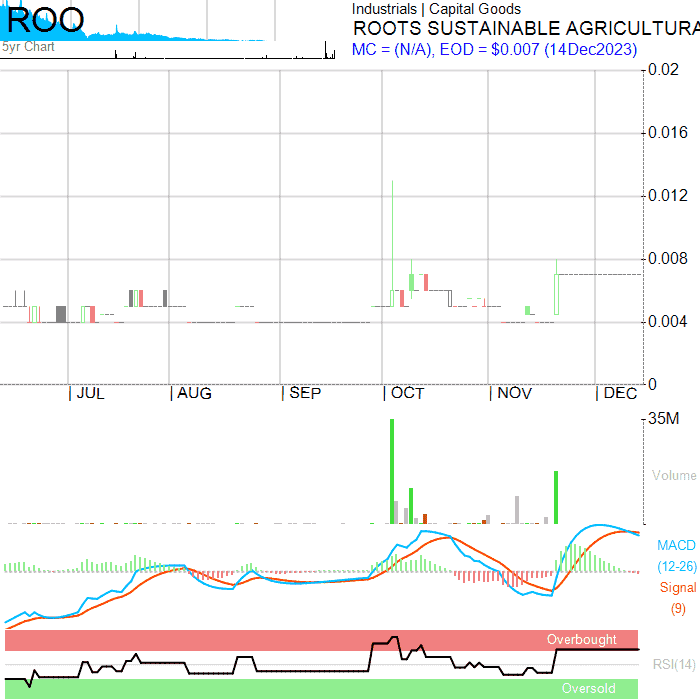 ROO
5yr Chart
Industrials | Capital Goods
ROOTS SUSTAINABLE AGRICULTURA
MC = (N/A), EOD = $0.007 (14Dec2023)
0.02
0.016
0.012
0.008
0.004
0
JUL AUG SEP OCT NOV DEC
35M
Volume
MACD
(12-26)
Signal
(9)
Overbought
RSI(14)
Oversold